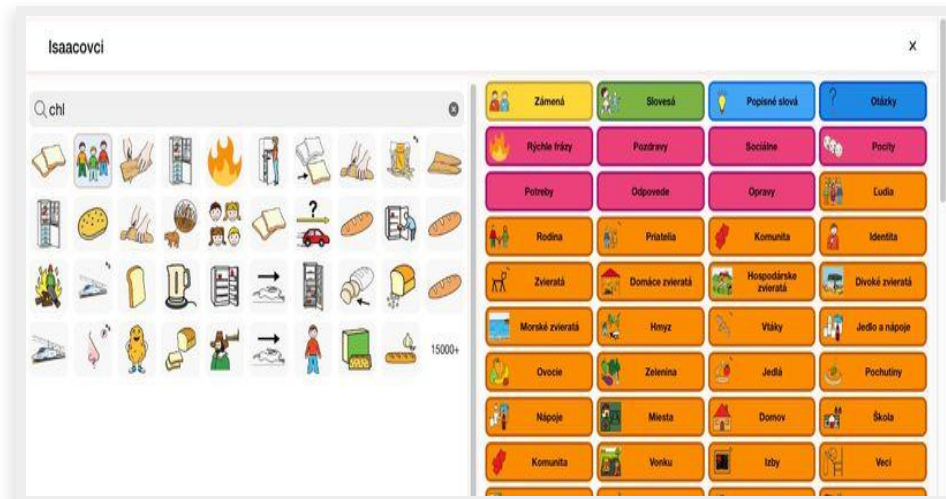 Isaacovci
x
chl
15000+
Zámená
Slovesá
Popisné slová
Otázky
Rýchle frázy
Pozdravy
Sociálne
Pocity
Potreby
Odpovede
Opravy
Ľudia
Rodina
Priatelia
Komunita
Identita
Zvieratá
Domáce zvieratá
Hospodárske
zvieratá
Divoké zvieratá
Morské zvieratá
Hmyz
Vtáky
Jedlo a nápoje
Ovocie
Zelenina
Jedlá
Pochutiny
Nápoje
Miesta
Domov
Škola
Komunita
Vonku
Izby
Veci